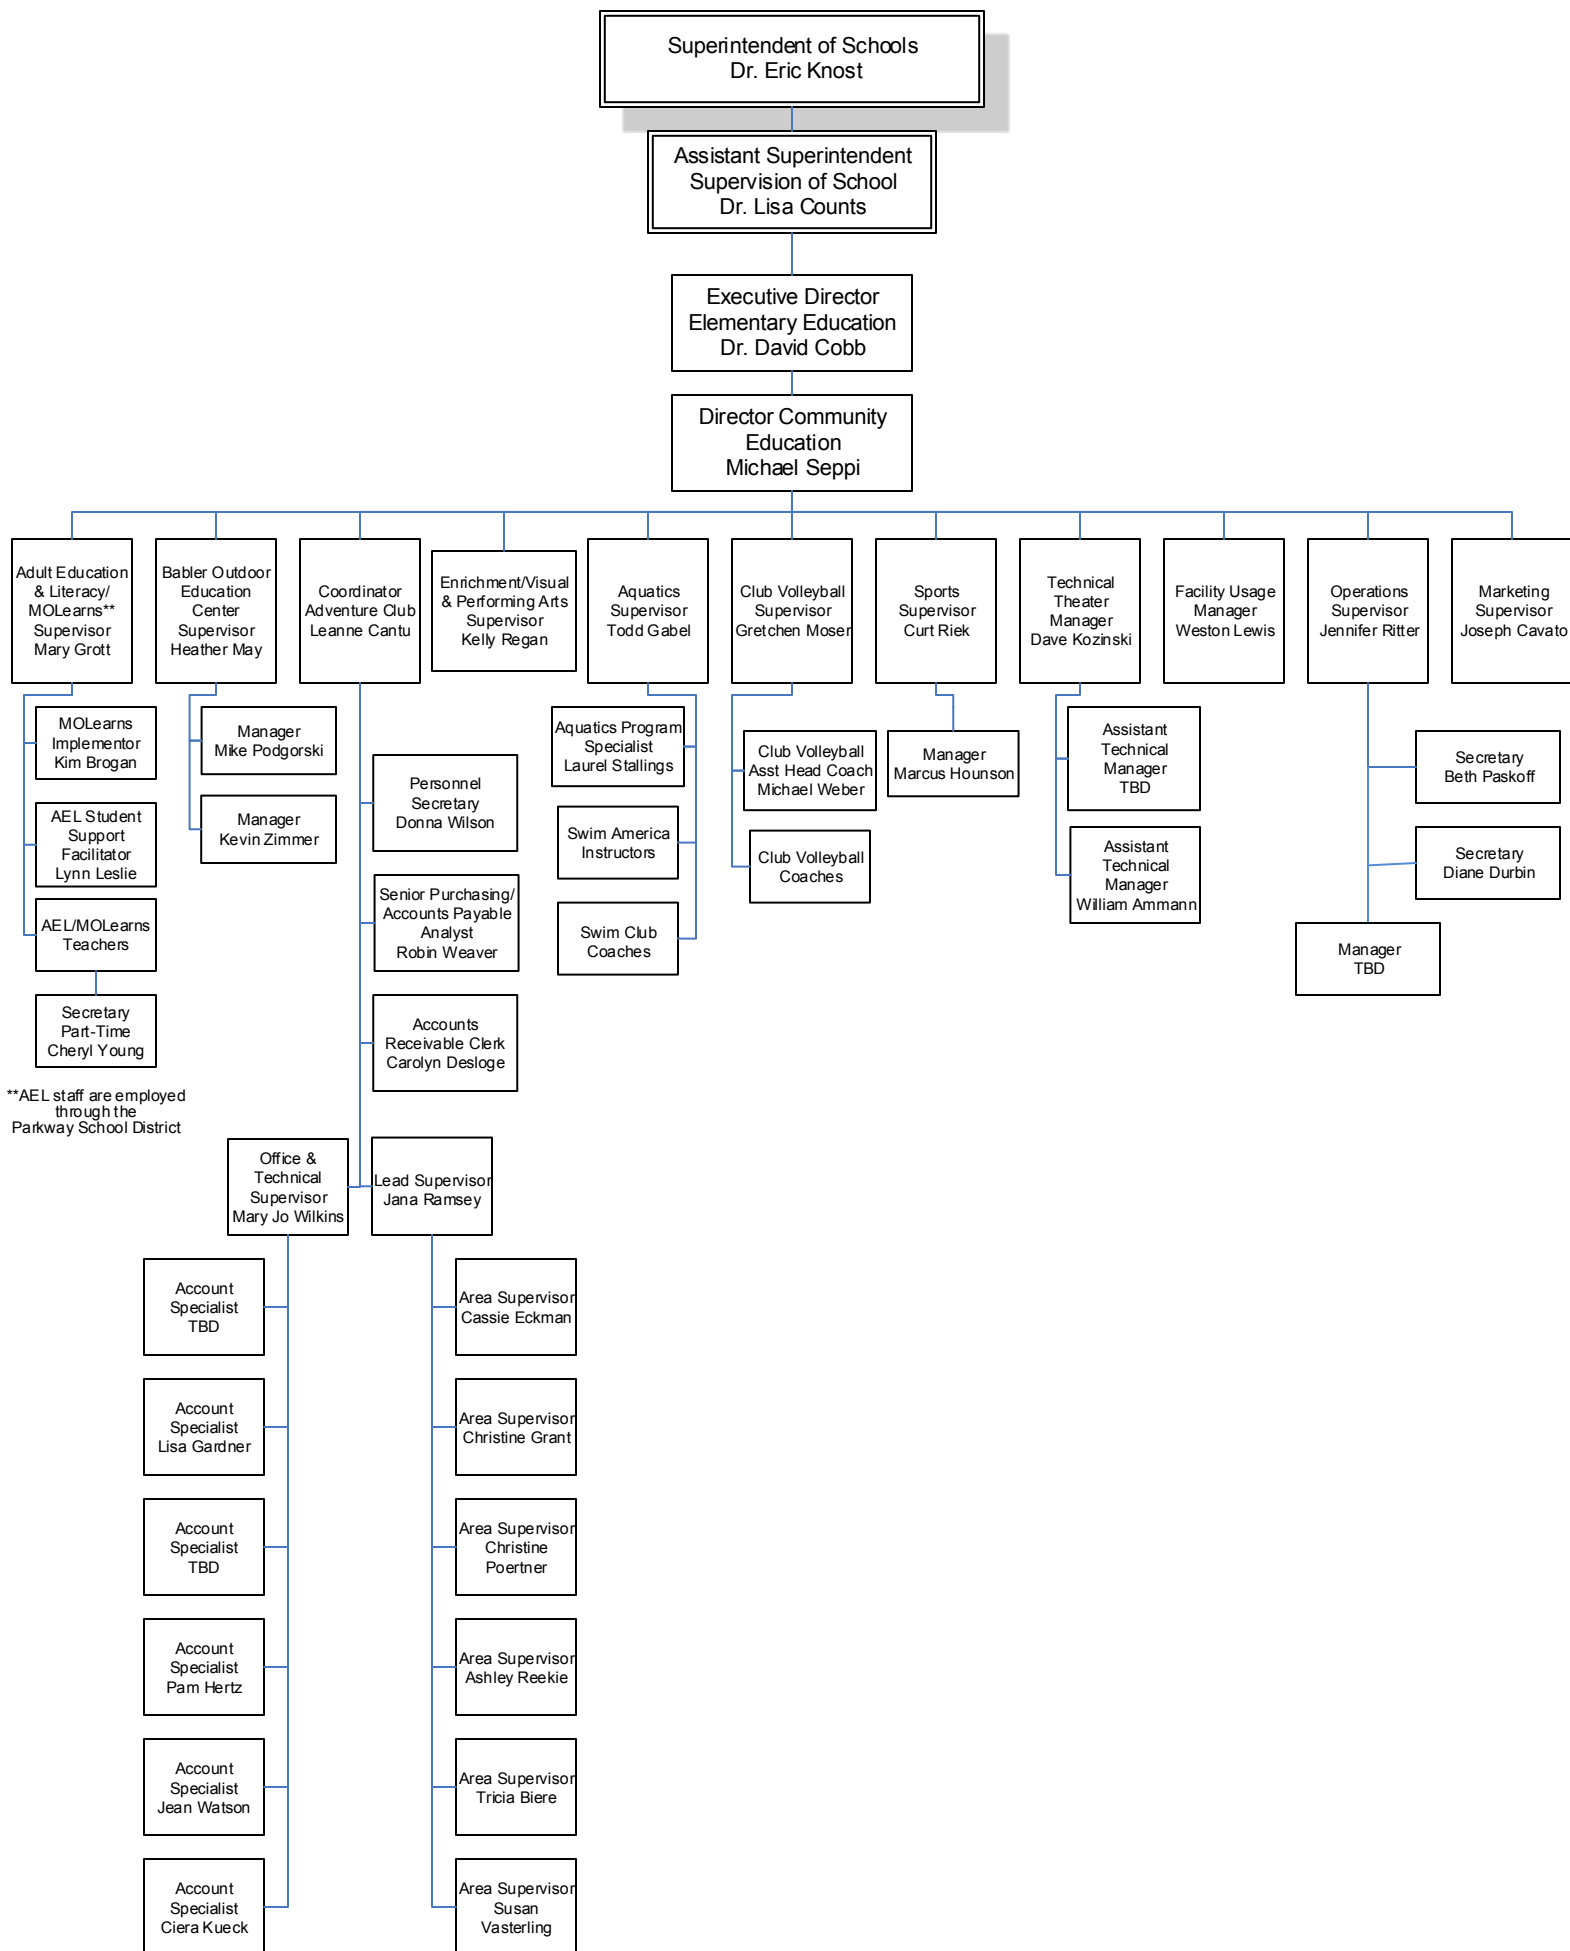 Superintendent of Schools
Dr. Eric Knost
Assistant Superintendent
Supervision of School
Dr. Lisa Counts
Executive Director
Elementary Education
Dr. David Cobb
Director Community
Education
Michael Seppi
Adult Education
& Literacy/
MOLearns**
Supervisor
Mary Grott
Babler Outdoor
Education
Center
Supervisor
Heather May
Coordinator
Adventure Club
Leanne Cantu
Enrichment/Visual
& Performing Arts
Supervisor
Kelly Regan
Aquatics
Supervisor
Todd Gabel
Club Volleyball
Supervisor
Gretchen Moser
Sports
Supervisor
Curt Riek
Technical
Theater
Manager
Dave Kozinski
Facility Usage
Manager
Weston Lewis
Operations
Supervisor
Jennifer Ritter
Marketing
Supervisor
Joseph Cavato
MOLearns
Implementor
Kim Brogan
AEL Student
Support
Facilitator
Lynn Leslie
AEL/MOLearns
Teachers
Secretary
Part-Time
Cheryl Young
**AEL staff are employed
through the
Parkway School District
Manager
Mike Podgorski
Manager
Kevin Zimmer
Personnel
Secretary
Donna Wilson
Senior Purchasing/
Accounts Payable
Analyst
Robin Weaver
Accounts
Receivable Clerk
Carolyn Desloge
Aquatics Program
Specialist
Laurel Stallings
Swim America
Instructors
Swim Club
Coaches
Club Volleyball
Asst Head Coach
Michael Weber
Club Volleyball
Coaches
Manager
Marcus Hounson
Assistant
Technical
Manager
TBD
Assistant
Technical
Manager
William Ammann
Secretary
Beth Paskoff
Secretary
Diane Durbin
Manager
TBD
Office &
Technical
Supervisor
Mary Jo Wilkins
Lead Supervisor
Jana Ramsey
Account
Specialist
TBD
Account
Specialist
Lisa Gardner
Account
Specialist
TBD
Account
Specialist
Pam Hertz
Account
Specialist
Jean Watson
Account
Specialist
Ciera Kueck
Area Supervisor
Cassie Eckman
Area Supervisor
Christine Grant
Area Supervisor
Christine
Poertner
Area Supervisor
Ashley Reekie
Area Supervisor
Tricia Biere
Area Supervisor
Susan
Vasterling